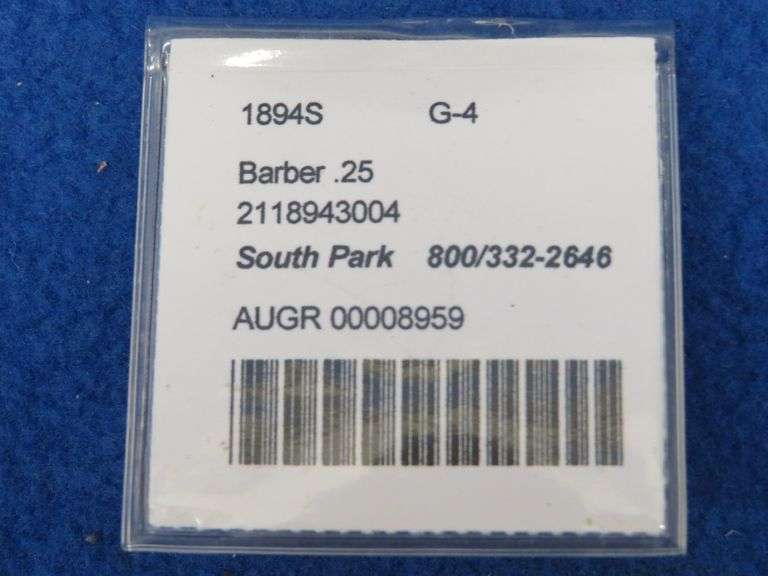 1894S G-4
Barber .25
2118943004
South Park 800/332-2646
AUGR 00008959